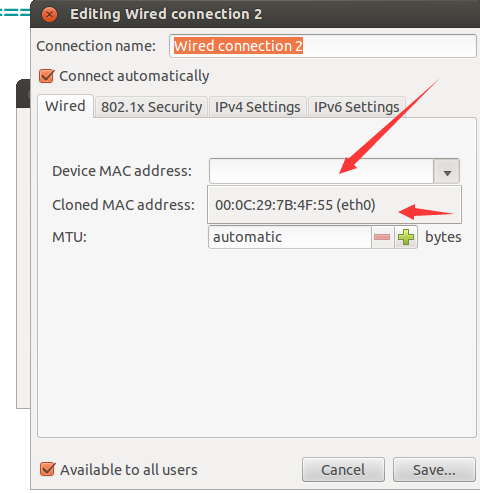 Editing Wired connection 2
Connection name: Wired connection 2
Connect automatically
Wired 802.1x Security IPv4 Settings IPv6 Settings
Device MAC address:
Cloned MAC address: 00:0C:29:7B:4F:55 (eth0)
MTU: automatic bytes
Available to all users Cancel Save...